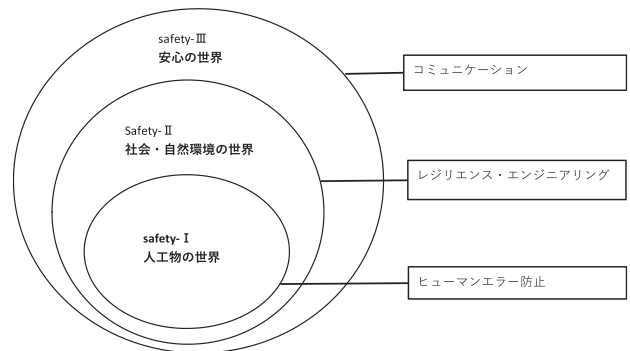 safety-Ⅲ
安心の世界
コミュニケーション
Safety-Ⅱ
社会・自然環境の世界
レジリエンス・エンジニアリング
safety-Ⅰ
人工物の世界
ヒューマンエラー防止